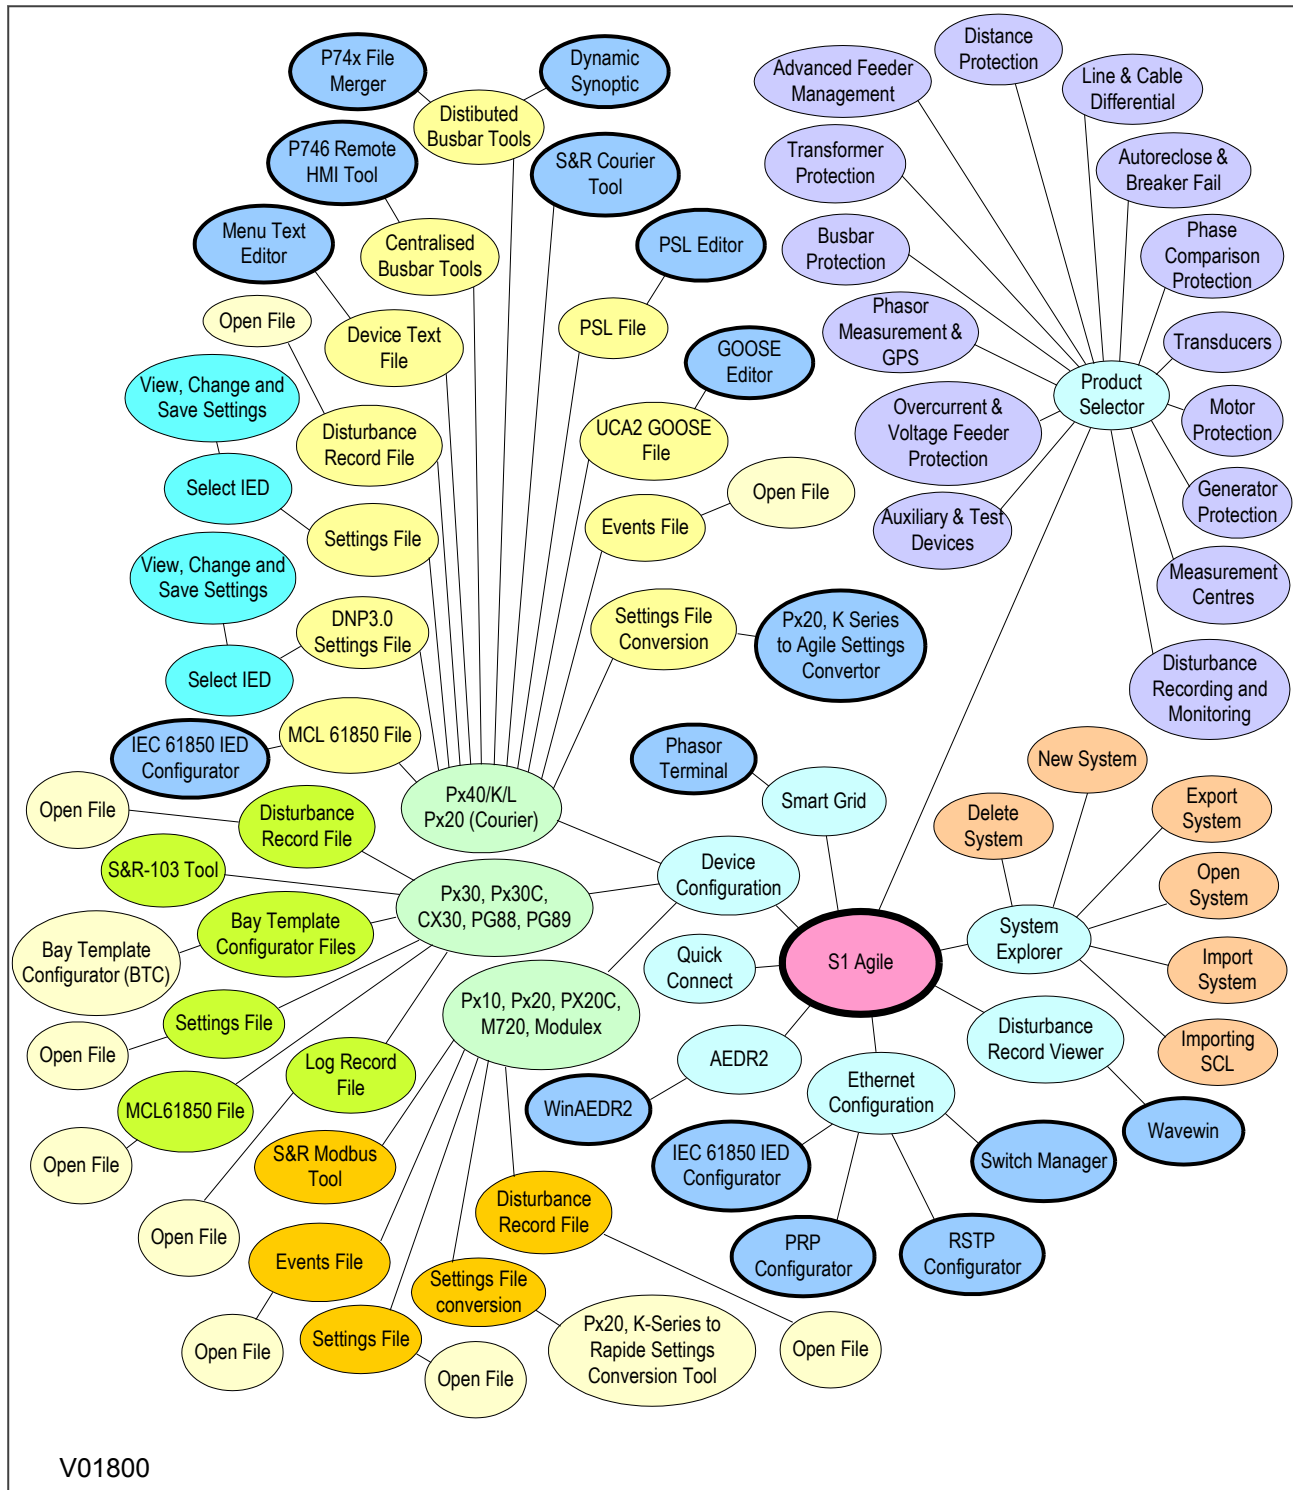 P74x File
Merger
Dynamic
Synoptic
Distibuted
Busbar Tools
P746 Remote
HMI Tool
S&R Courier
Tool
Menu Text
Editor
Centralised
Busbar Tools
PSL Editor
Open File
Device Text
File
PSL File
GOOSE
Editor
View, Change and
Save Settings
Disturbance
Record File
UCA2 GOOSE
File
Select IED
Settings File
Events File
Open File
View, Change and
Save Settings
DNP3.0
Settings File
Settings File
Conversion
Px20, K Series
to Agile Settings
Convertor
Select IED
MCL 61850 File
IEC 61850 IED
Configurator
Distance
Protection
Advanced Feeder
Management
Line & Cable
Differential
Transformer
Protection
Autoreclose &
Breaker Fail
Busbar
Protection
Phase
Comparison
Protection
Phasor
Measurement &
GPS
Transducers
Product
Selector
Overcurrent &
Voltage Feeder
Protection
Motor
Protection
Auxiliary & Test
Devices
Generator
Protection
Measurement
Centres
Disturbance
Recording and
Monitoring
Phasor
Terminal
Smart Grid
New System
Delete
System
Export
System
Open
System
System
Explorer
Import
System
Importing
SCL
Px40/K/L
Px20 (Courier)
Device
Configuration
Open File
Disturbance
Record File
S&R-103 Tool
Px30, Px30C,
CX30, PG88, PG89
Bay Template
Configurator Files
Bay Template
Configurator (BTC)
Quick
Connect
S1 Agile
Px10, Px20, PX20C,
M720, Modulex
Settings File
Open File
Log Record
File
AEDR2
Disturbance
Record Viewer
Ethernet
Configuration
MCL61850 File
WinAEDR2
Wavewin
Open File
S&R Modbus
Tool
IEC 61850 IED
Configurator
Switch Manager
Disturbance
Record File
Open File
PRP
Configurator
RSTP
Configurator
Events File
Settings File
conversion
Open File
Settings File
Open File
Px20, K-Series to
Rapide Settings
Conversion Tool
Open File
V01800